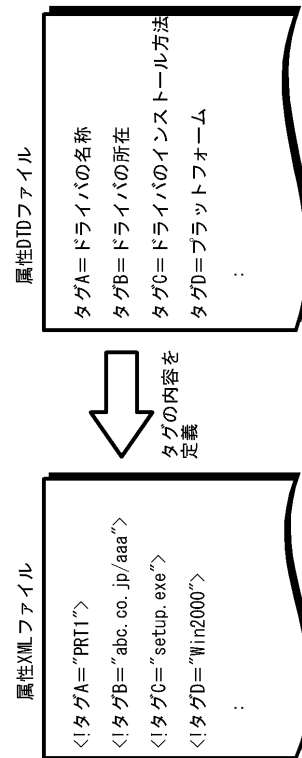 属性XMLファイル
<!タグA="PRT1">
<!タグB="abc.co.jp/aaa">
<!タグC="setup.exe">
<!タグD="Win2000">
:
タグの内容を
定義
属性DTDファイル
タグA=ドライバの名称
タグB=ドライバの所在
タグC=ドライバのインストール方法
タグD=プラットフォーム
: